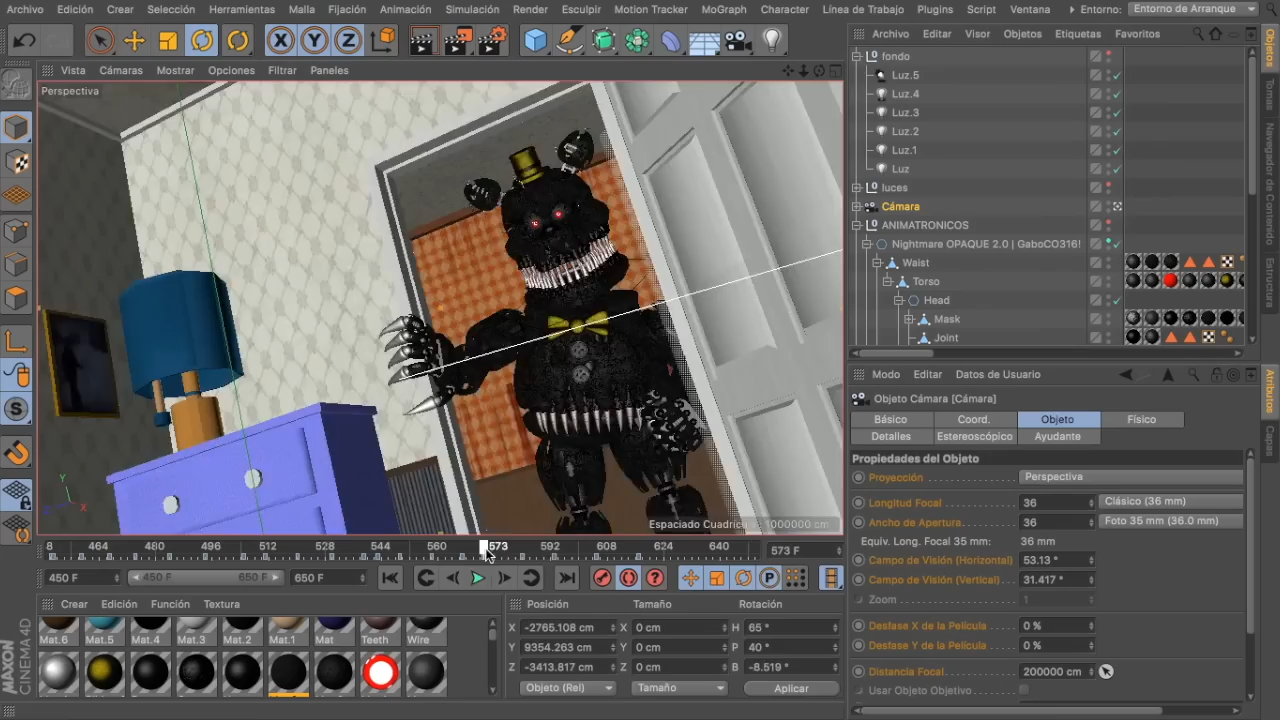 Archivo Edición Crear Selección Herramientas Malla Fijación Animación Simulación Render Esculpir Motion Tracker MoGraph Character Línea de Trabajo Plugins Script Ventana Entorno: Entorno de Arranque
X Y Z
Vista Cámaras Mostrar Opciones Filtrar Paneles
Perspectiva
Archivo Editar Visor Objetos Etiquetas Favoritos
fondo
Luz.5
Luz.4
Luz.3
Luz.2
Luz.1
Luz
luces
Cámara
ANIMATRONICOS
Nightmare OPAQUE 2.0 | GaboCO316!
Waist
Torso
Head
Mask
Joint
Objetos
Tomas
Navegador de Contenido
Estructura
Modo Editar Datos de Usuario
Objeto Cámara [Cámara]
Básico Coord. Objeto Físico
Detalles Estereoscópico Ayudante
Propiedades del Objeto
Proyección Perspectiva
Longitud Focal 36 Clásico (36 mm)
Ancho de Apertura. 36 Foto 35 mm (36.0 mm)
Equiv. Long. Focal 35 mm: 36 mm
Campo de Visión (Horizontal) 53.13 °
Campo de Visión (Vertical) 31.417 °
Zoom 1
Desfase X de la Película 0 %
Desfase Y de la Película 0 %
Distancia Focal 200000 cm
Usar Objeto Objetivo
Atributos
Capas
8 464 480 496 512 528 544 560 573 592 608 624 640 573 F
450 F 450 F 650 F 650 F
Crear Edición Función Textura
Mat.6 Mat.5 Mat.4 Mat.3 Mat.2 Mat.1 Mat Teeth Wire
Posición Tamaño Rotación
X -2765.108 cm X 0 cm H 65 °
Y 9354.263 cm Y 0 cm P 40 °
Z -3413.817 cm Z 0 cm B -8.519 °
Objeto (Rel) Tamaño Aplicar
MAXON
CINEMA 4D